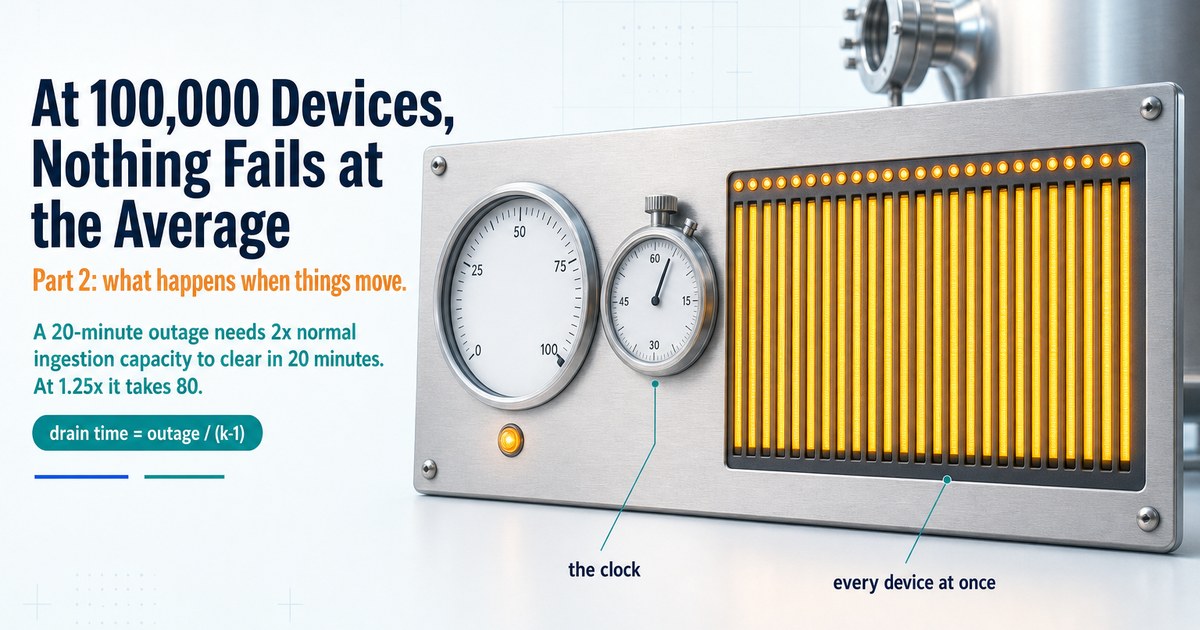 At 100,000 Devices,
Nothing Fails at
the Average
Part 2: what happens when things move.
A 20-minute outage needs 2x normal
ingestion capacity to clear in 20 minutes.
At 1.25x it takes 80.
drain time = outage / (k-1)
0
25
50
75
100
60
15
30
45
the clock
every device at once